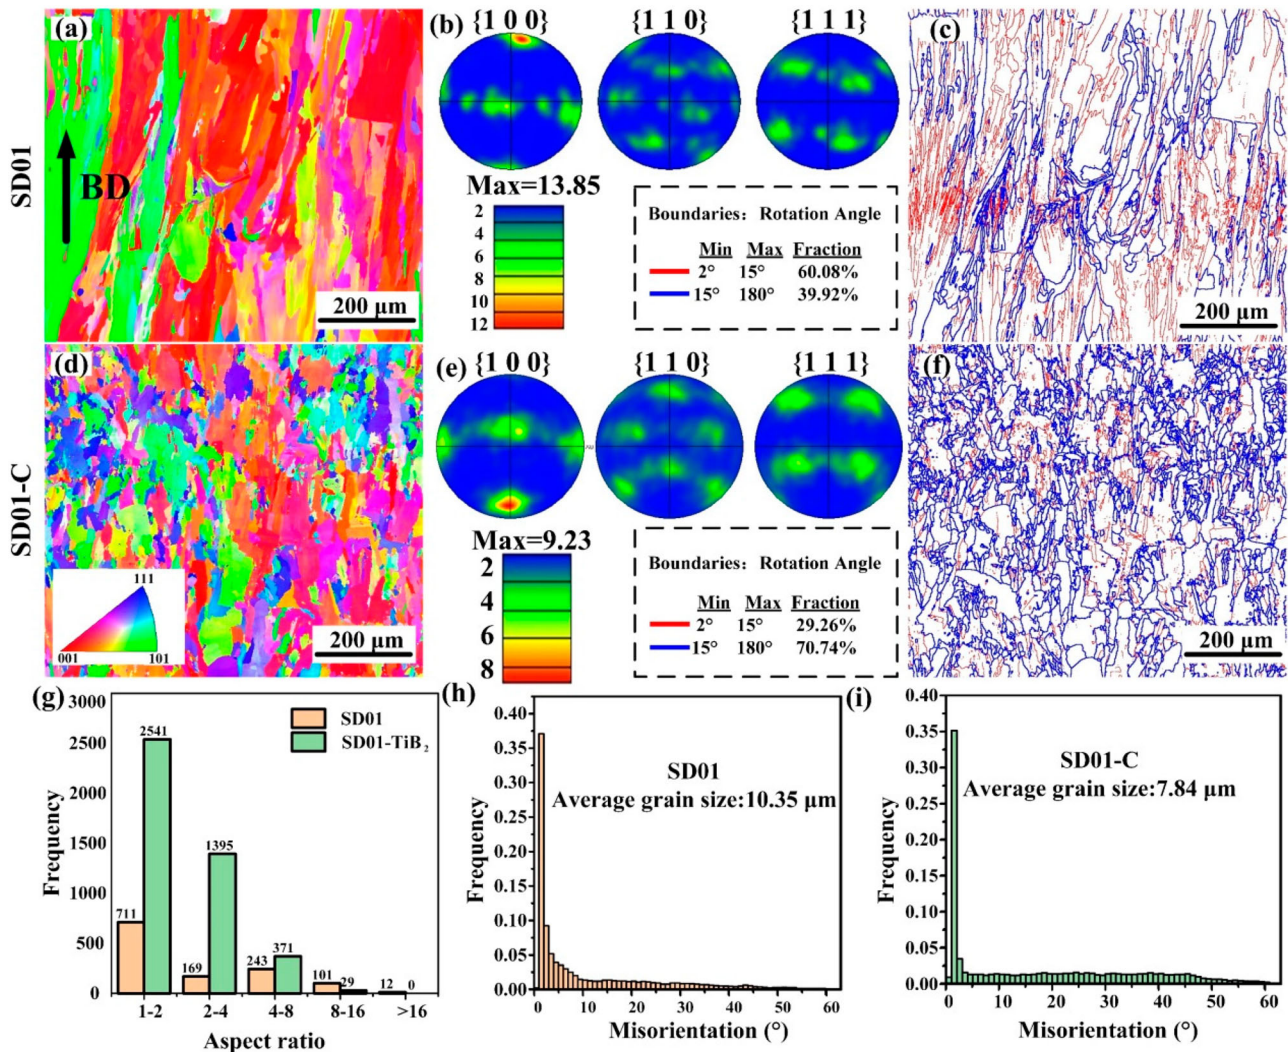 (a)
SD01
BD
200 μm
(b)
{1 0 0}
{1 1 0}
{1 1 1}
Max=13.85
2
4
6
8
10
12
Boundaries: Rotation Angle
Min Max Fraction
2° 15° 60.08%
15° 180° 39.92%
(c)
200 μm
(d)
SD01-C
111
001
101
200 μm
(e)
{1 0 0}
{1 1 0}
{1 1 1}
Max=9.23
2
4
6
8
Boundaries: Rotation Angle
Min Max Fraction
2° 15° 29.26%
15° 180° 70.74%
(f)
200 μm
(g)
Frequency
3000
2500
2000
1500
1000
500
0
SD01
SD01-TiB₂
711
2541
169
1395
243
371
101
29
12
0
1-2 2-4 4-8 8-16 >16
Aspect ratio
(h)
Frequency
0.40
0.35
0.30
0.25
0.20
0.15
0.10
0.05
0.00
SD01
Average grain size:10.35 μm
0 10 20 30 40 50 60
Misorientation (°)
(i)
Frequency
0.40
0.35
0.30
0.25
0.20
0.15
0.10
0.05
0.00
SD01-C
Average grain size:7.84 μm
0 10 20 30 40 50 60
Misorientation (°)